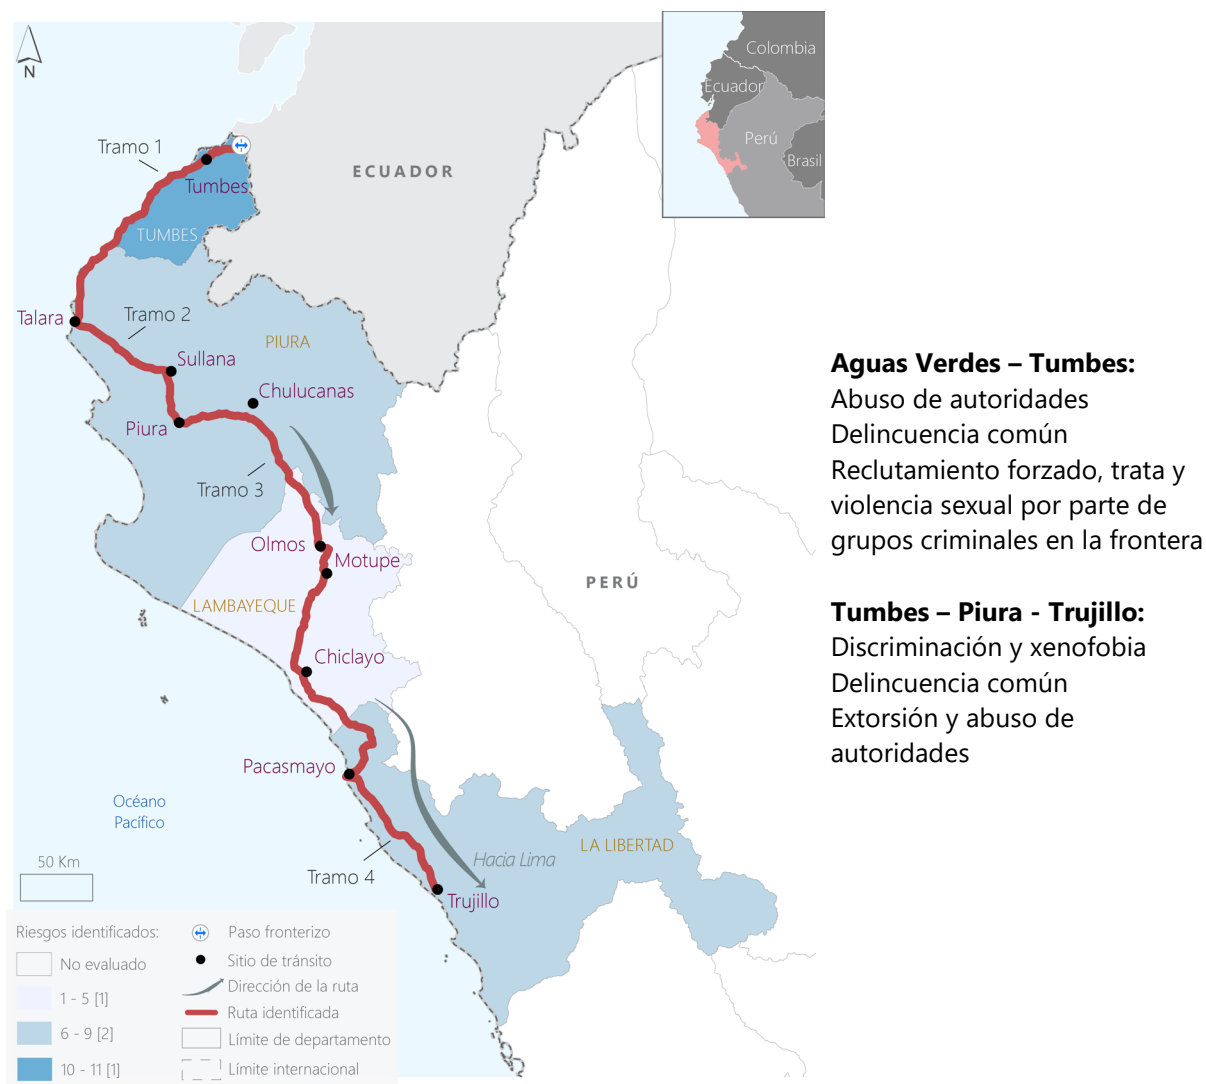 N
Colombia
Ecuador
Perú
Brasil
Tramo 1
Tumbes
ECUADOR
TUMBES
Talara
Tramo 2
PIURA
Sullana
Chulucanas
Piura
Tramo 3
Olmos
Motupe
PERÚ
LAMBAYEQUE
Chiclayo
Pacasmayo
Océano
Pacífico
Hacia Lima
LA LIBERTAD
50 Km
Tramo 4
Trujillo
Riesgos identificados:
No evaluado
1 - 5 [1]
6 - 9 [2]
10 - 11 [1]
Paso fronterizo
Sitio de tránsito
Dirección de la ruta
Ruta identificada
Límite de departamento
Límite internacional
Aguas Verdes – Tumbes:
Abuso de autoridades
Delincuencia común
Reclutamiento forzado, trata y
violencia sexual por parte de
grupos criminales en la frontera
Tumbes – Piura - Trujillo:
Discriminación y xenofobia
Delincuencia común
Extorsión y abuso de
autoridades